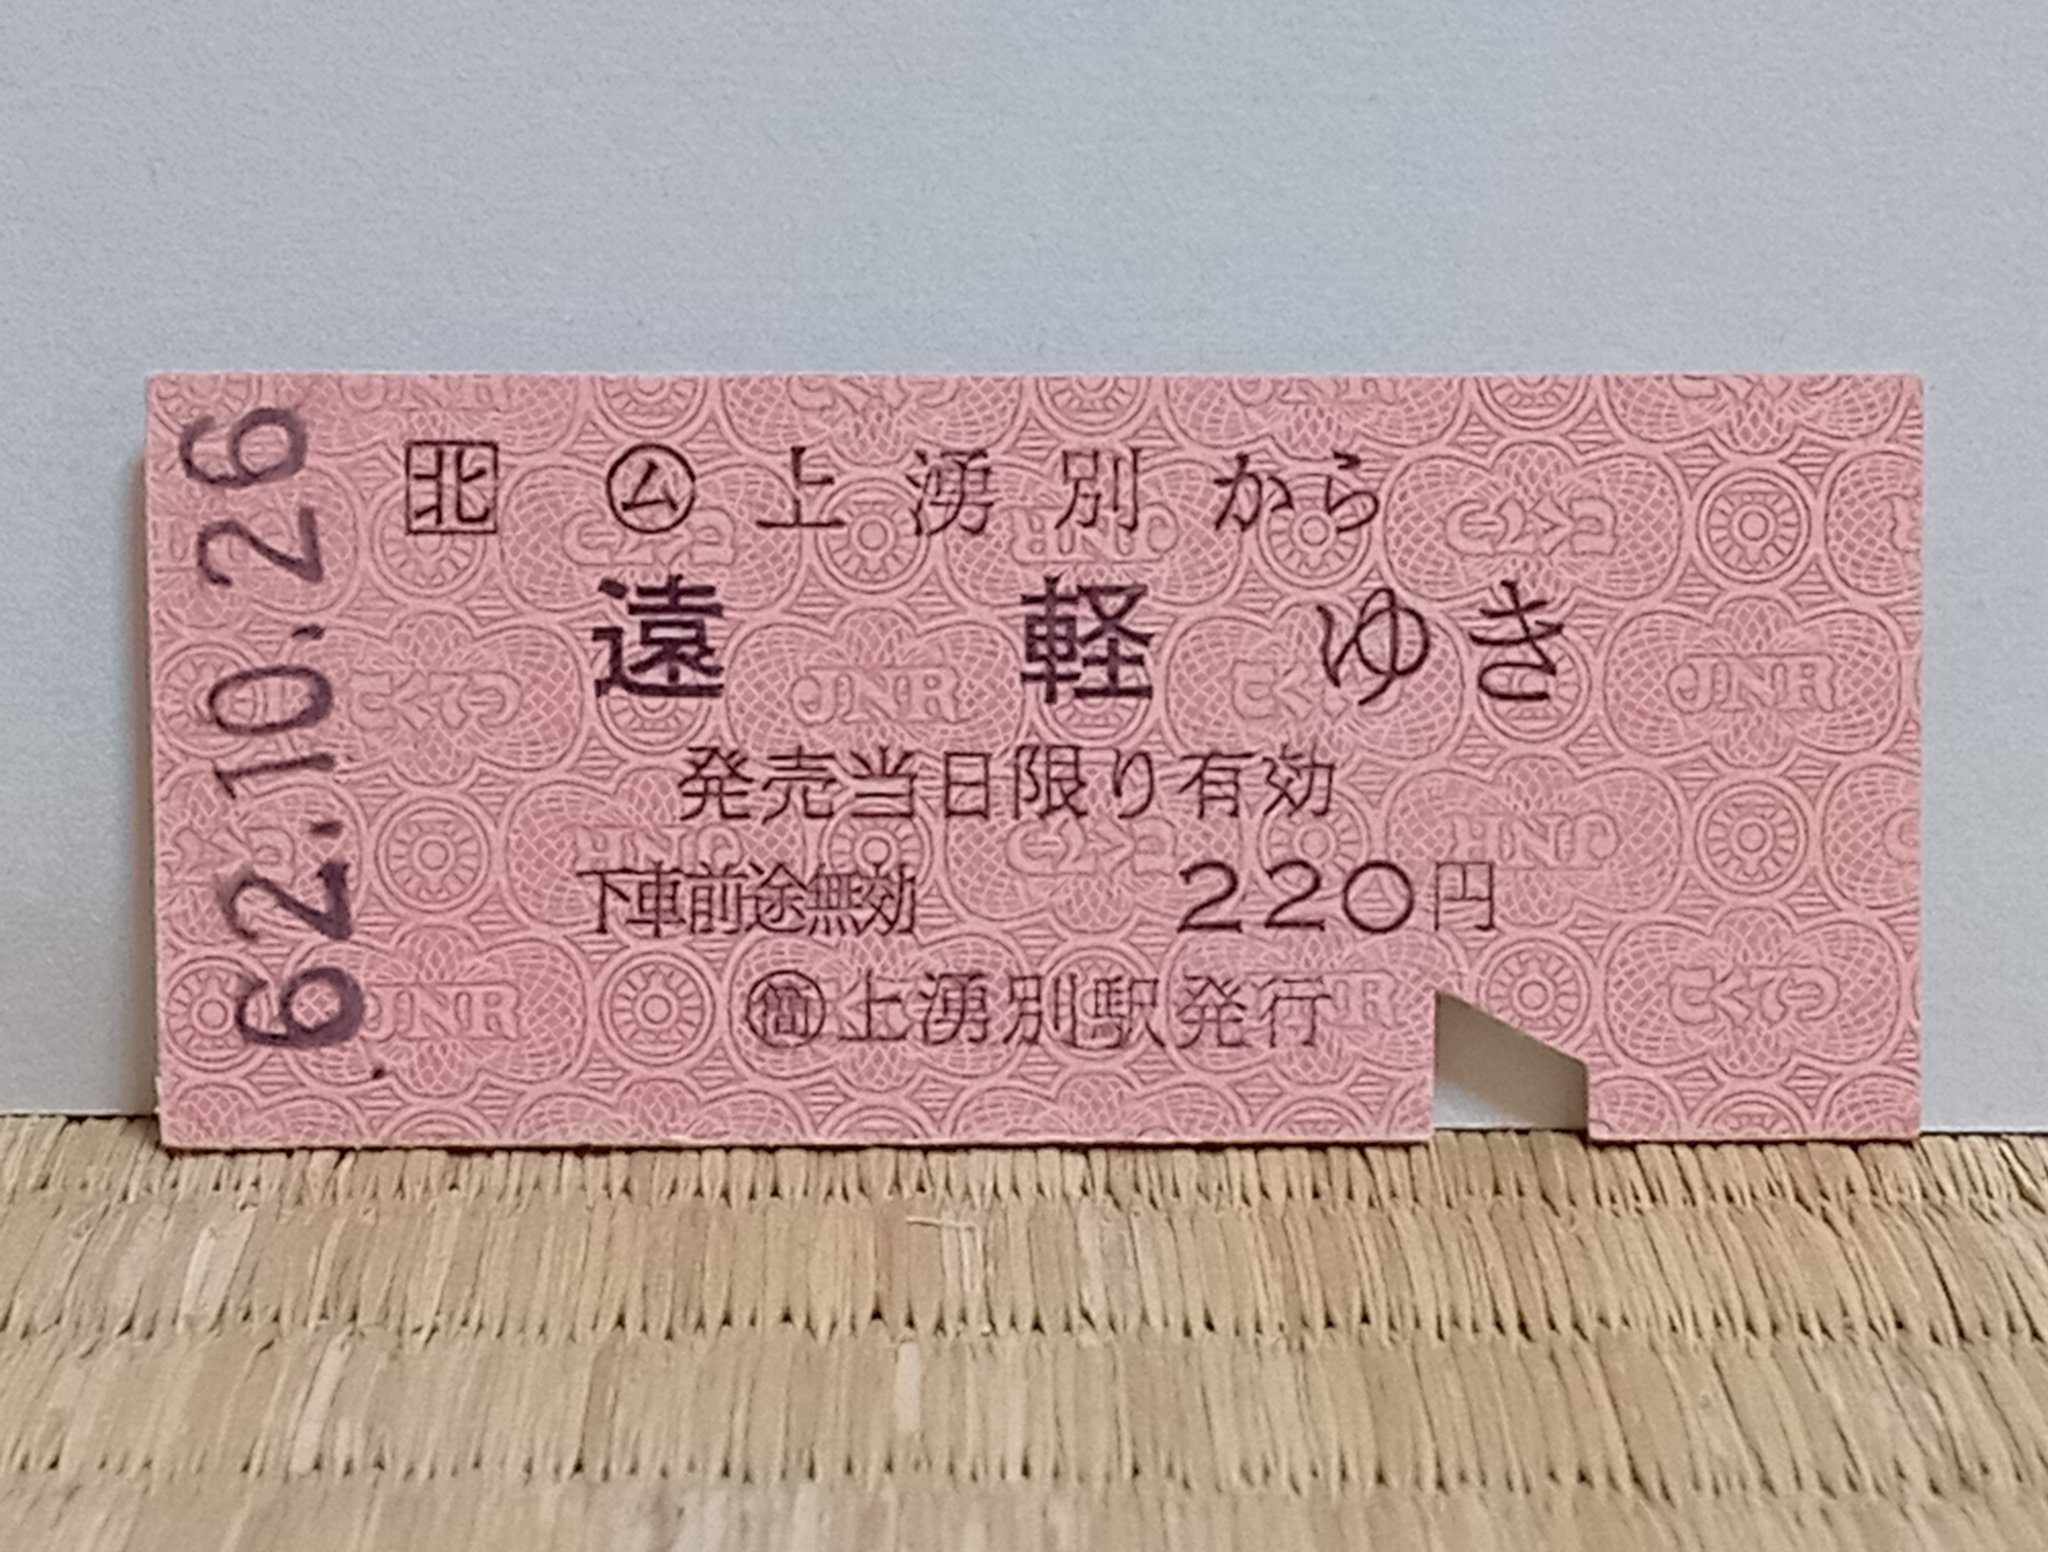 62.10.26
北 ム 上湧別から
遠軽ゆき
発売当日限り有効
下車前途無効 220円
簡 上湧別駅発行